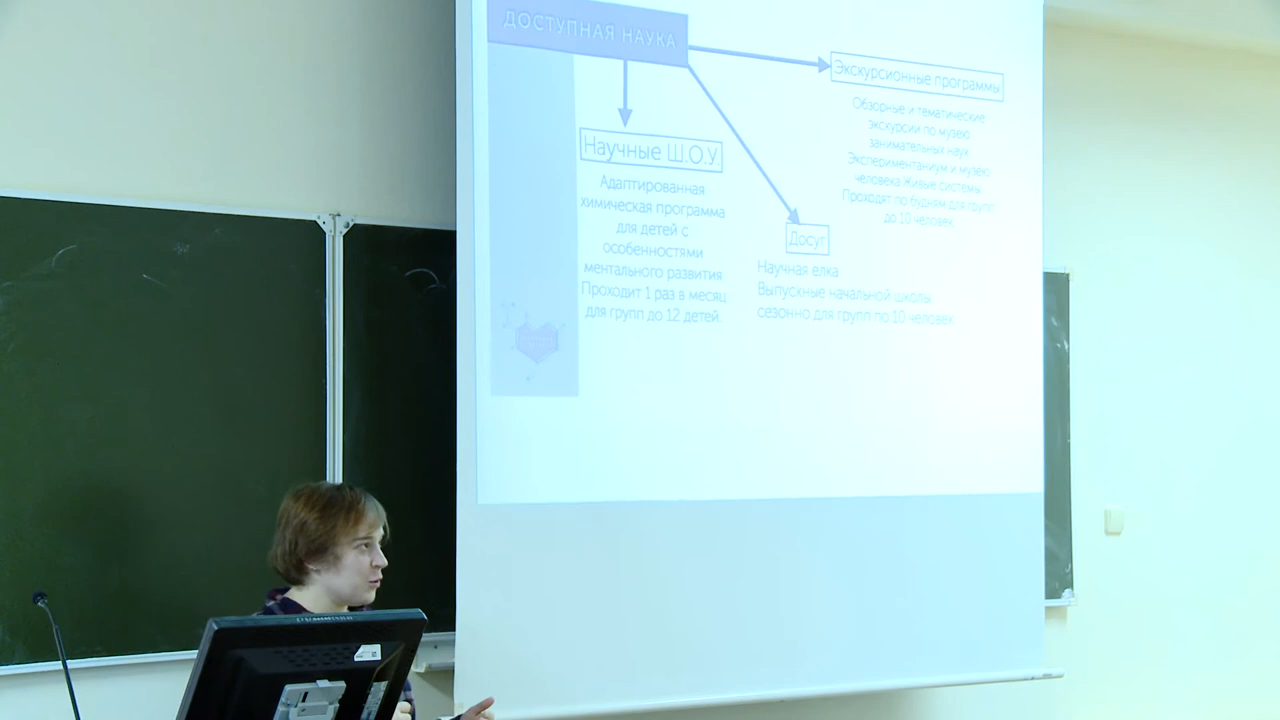 ДОСТУПНАЯ НАУКА
Научные Ш.О.У.
Адаптированная
химическая программа
для детей с
особенностями
ментального развития
Проходит 1 раз в месяц
для групп до 12 детей.
Досуг
Научная елка
Выпускные начальной школы
сезонно для групп по 10 человек
Экскурсионные программы
Обзорные и тематические
экскурсии по музею
занимательных наук
Экспериментаниум и музею
человека Живые системы.
Проходят по будням для групп
до 10 человек.